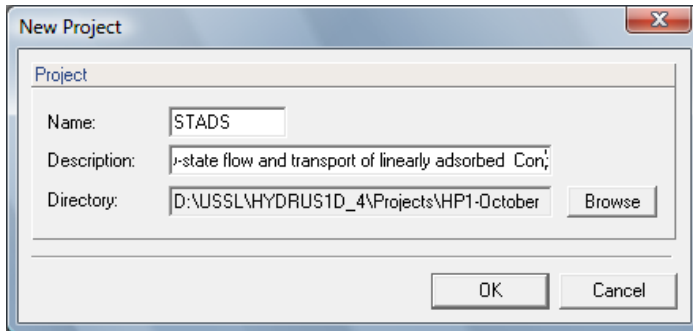 New Project
Project
Name: STADS
Description: -state flow and transport of linearly adsorbed Con
Directory: D:\USSL\HYDRUS1D_4\Projects\HP1-October Browse
OK Cancel